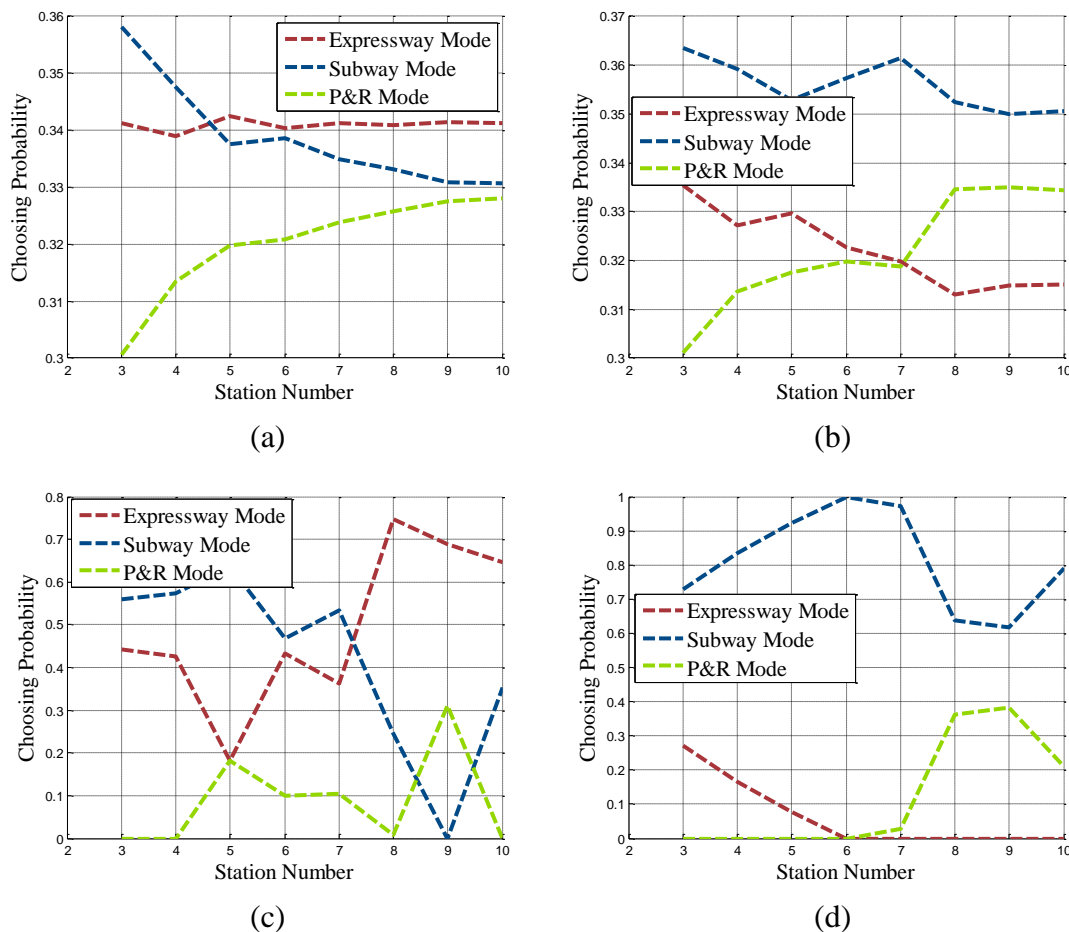 0.36
0.35
0.34
0.33
0.32
0.31
0.3
2 3 4 5 6 7 8 9 10
Choosing Probability
Station Number
Expressway Mode
Subway Mode
P&R Mode
(a)
0.37
0.36
0.35
0.34
0.33
0.32
0.31
0.3
2 3 4 5 6 7 8 9 10
Choosing Probability
Station Number
Expressway Mode
Subway Mode
P&R Mode
(b)
0.8
0.7
0.6
0.5
0.4
0.3
0.2
0.1
0
2 3 4 5 6 7 8 9 10
Choosing Probability
Station Number
Expressway Mode
Subway Mode
P&R Mode
(c)
1
0.9
0.8
0.7
0.6
0.5
0.4
0.3
0.2
0.1
0
2 3 4 5 6 7 8 9 10
Choosing Probability
Station Number
Expressway Mode
Subway Mode
P&R Mode
(d)